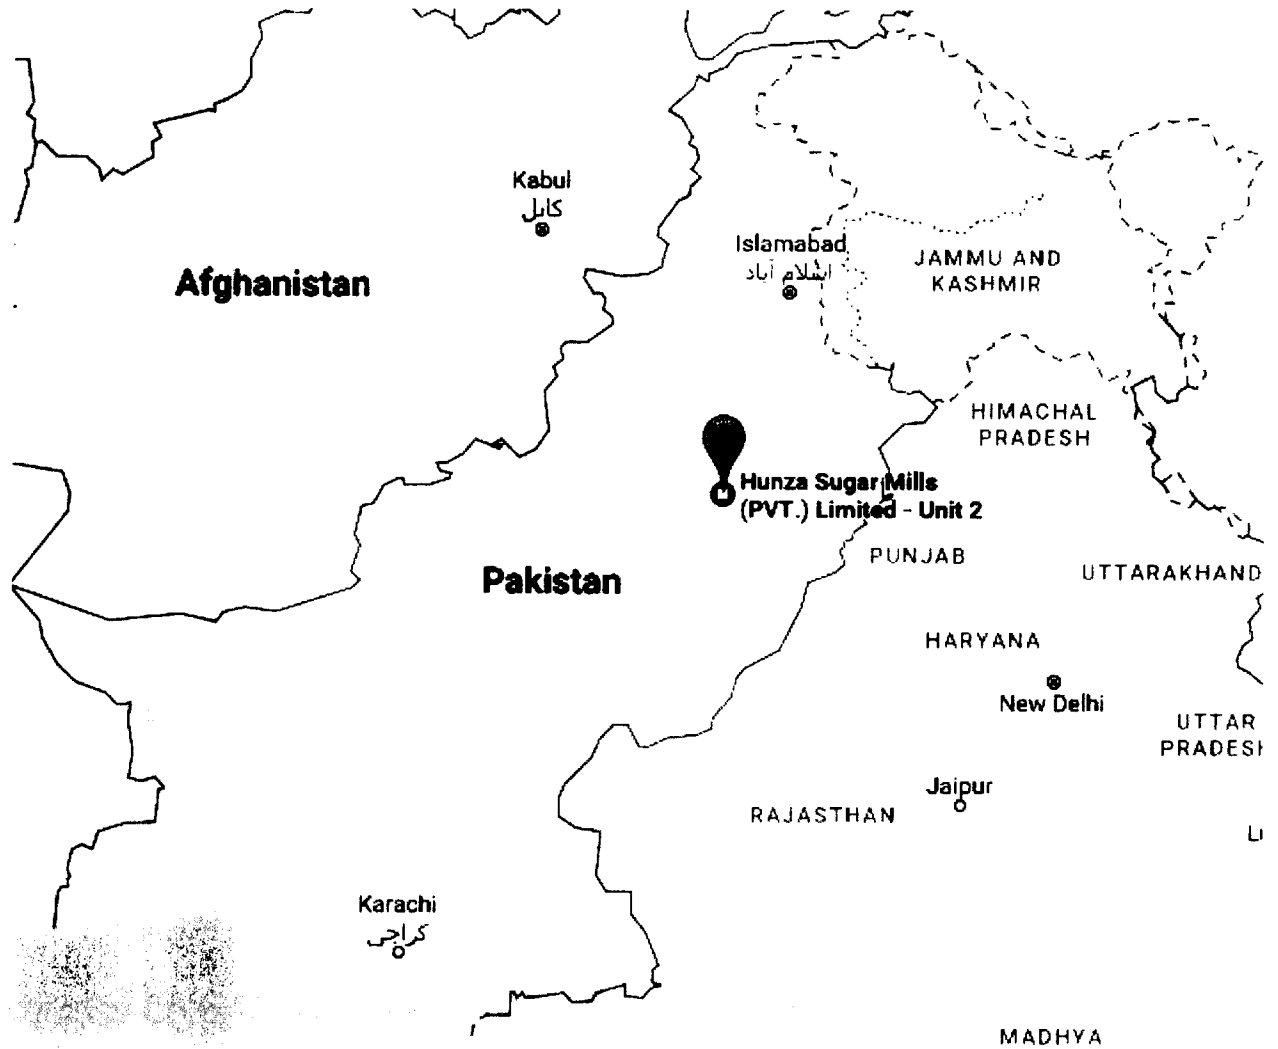 Kabul
کابل
Islamabad
اسلام آباد
Afghanistan
JAMMU AND
KASHMIR
HIMACHAL
PRADESH
Hunza Sugar Mills
(PVT.) Limited - Unit 2
PUNJAB
Pakistan
UTTARAKHAND
HARYANA
New Delhi
UTTAR
PRADESH
Jaipur
RAJASTHAN
Karachi
کراچی
MADHYA